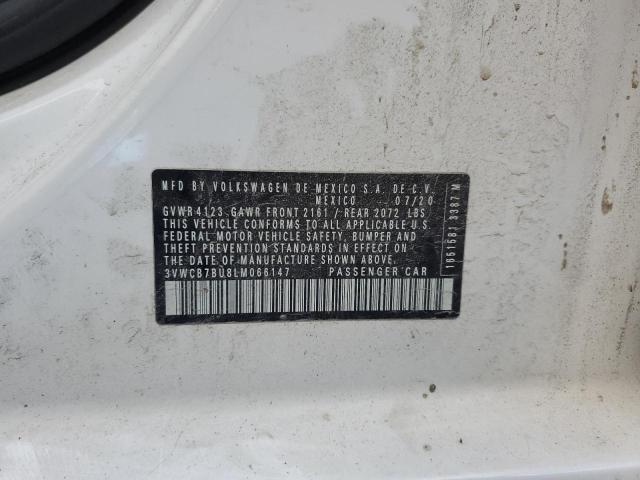 MFD BY VOLKSWAGEN DE MEXICO S.A. DE C.V.
MEXICO 07/20
GVWR 4123 GAWR FRONT 2161 / REAR 2072 LBS
THIS VEHICLE CONFORMS TO ALL APPLICABLE U.S.
FEDERAL MOTOR VEHICLE SAFETY, BUMPER AND
THEFT PREVENTION STANDARDS IN EFFECT ON
THE DATE OF MANUFACTURE SHOWN ABOVE.
3VWCB7BU8LM066147 PASSENGER CAR
1651581 3387 M